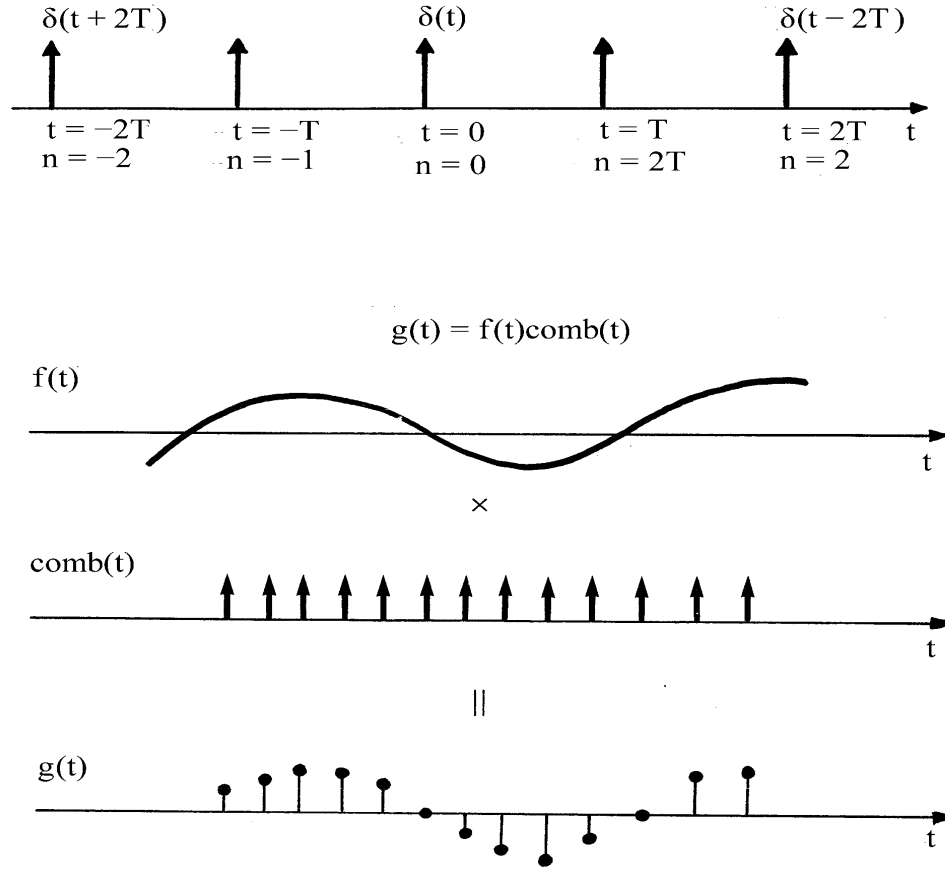 δ(t + 2T) δ(t) δ(t − 2T)
t = −2T t = −T t = 0 t = T t = 2T t
n = −2 n = −1 n = 0 n = 2T n = 2
g(t) = f(t)comb(t)
f(t)
t
×
comb(t)
t
||
g(t)
t